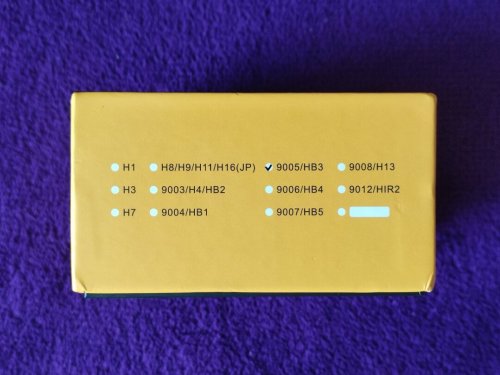 H1 H8/H9/H11/H16(JP) 9005/HB3 9008/H13
H3 9003/H4/HB2 9006/HB4 9012/HIR2
H7 9004/HB1 9007/HB5